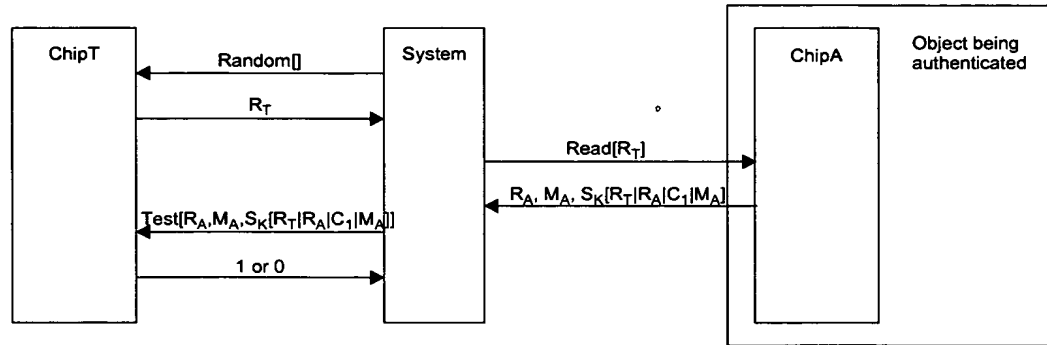 ChipT
System
ChipA
Object being
authenticated
Random[]
R_T
Read[R_T]
R_A, M_A, S_K[R_T|R_A|C_1|M_A]
Test[R_A,M_A,S_K[R_T|R_A|C_1|M_A]]
1 or 0